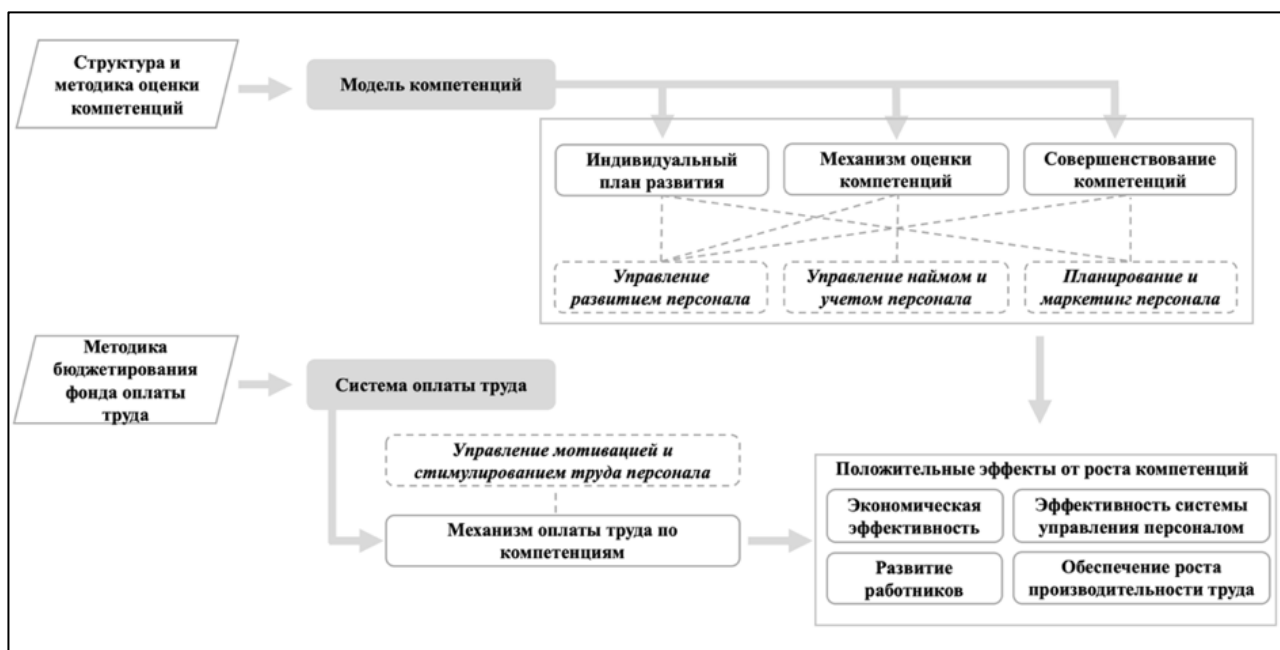 Структура и
методика оценки
компетенций
Модель компетенций
Индивидуальный
план развития
Механизм оценки
компетенций
Совершенствование
компетенций
Управление
развитием персонала
Управление наймом и
учетом персонала
Планирование и
маркетинг персонала
Методика
бюджетирования
фонда оплаты
труда
Система оплаты труда
Управление мотивацией и
стимулированием труда персонала
Механизм оплаты труда по
компетенциям
Положительные эффекты от роста компетенций
Экономическая
эффективность
Эффективность системы
управления персоналом
Развитие
работников
Обеспечение роста
производительности труда